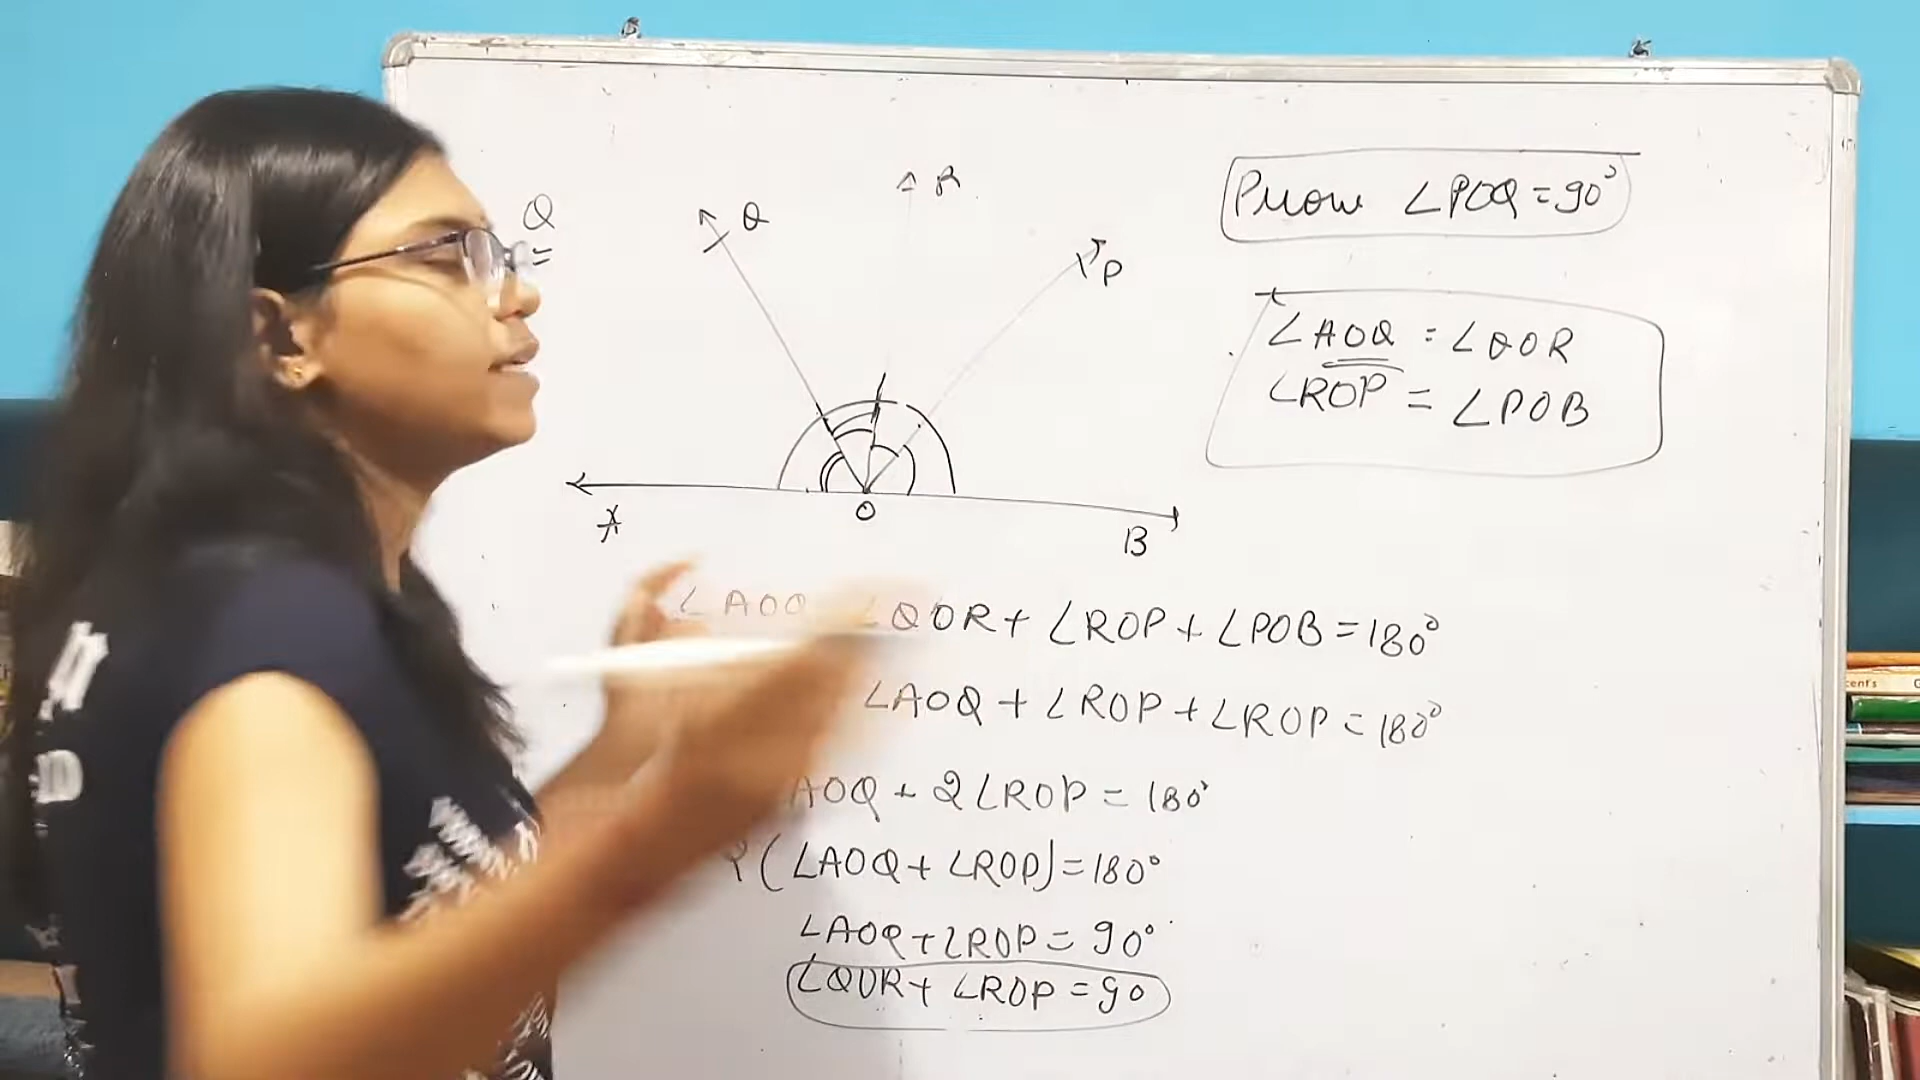 Q
=
R
Q
P
A
O
B
Prove ∠POQ = 90°
∠AOQ = ∠QOR
∠ROP = ∠POB
∠AOQ ∠QOR + ∠ROP + ∠POB = 180°
∠AOQ + ∠ROP + ∠ROP = 180°
AOQ + 2∠ROP = 180°
(∠AOQ + ∠ROP) = 180°
∠AOQ + ∠ROP = 90°
∠QOR + ∠ROP = 90